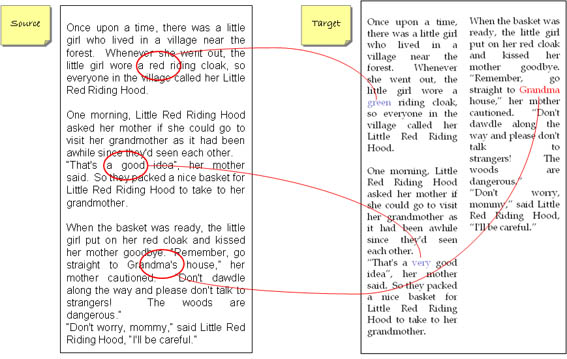 Source
Once upon a time, there was a little
girl who lived in a village near the
forest. Whenever she went out, the
little girl wore a red riding cloak, so
everyone in the village called her Little
Red Riding Hood.
One morning, Little Red Riding Hood
asked her mother if she could go to
visit her grandmother as it had been
awhile since they'd seen each other.
"That's a good idea", her mother
said. So they packed a nice basket for
Little Red Riding Hood to take to her
grandmother.
When the basket was ready, the little
girl put on her red cloak and kissed
her mother goodbye. "Remember, go
straight to Grandma's house," her
mother cautioned. "Don't dawdle
along the way and please don't talk to
strangers! The woods are
dangerous."
"Don't worry, mommy," said Little Red
Riding Hood, "I'll be careful."
Target
Once upon a time,
there was a little girl
who lived in a
village near the
forest. Whenever
she went out, the
little girl wore a
green riding cloak,
so everyone in the
village called her
Little Red Riding
Hood.
One morning, Little
Red Riding Hood
asked her mother if
she could go to visit
her grandmother as
it had been awhile
since they'd seen
each other.
"That's a very good
idea", her mother
said. So they packed
a nice basket for
Little Red Riding
Hood to take to her
grandmother.
When the basket was
ready, the little girl
put on her red cloak
and kissed her
mother goodbye.
"Remember, go
straight to Grandma
house," her mother
cautioned. "Don't
dawdle along the
way and please don't
talk to
strangers! The
woods are
dangerous."
"Don't worry,
mommy," said Little
Red Riding Hood,
"I'll be careful."